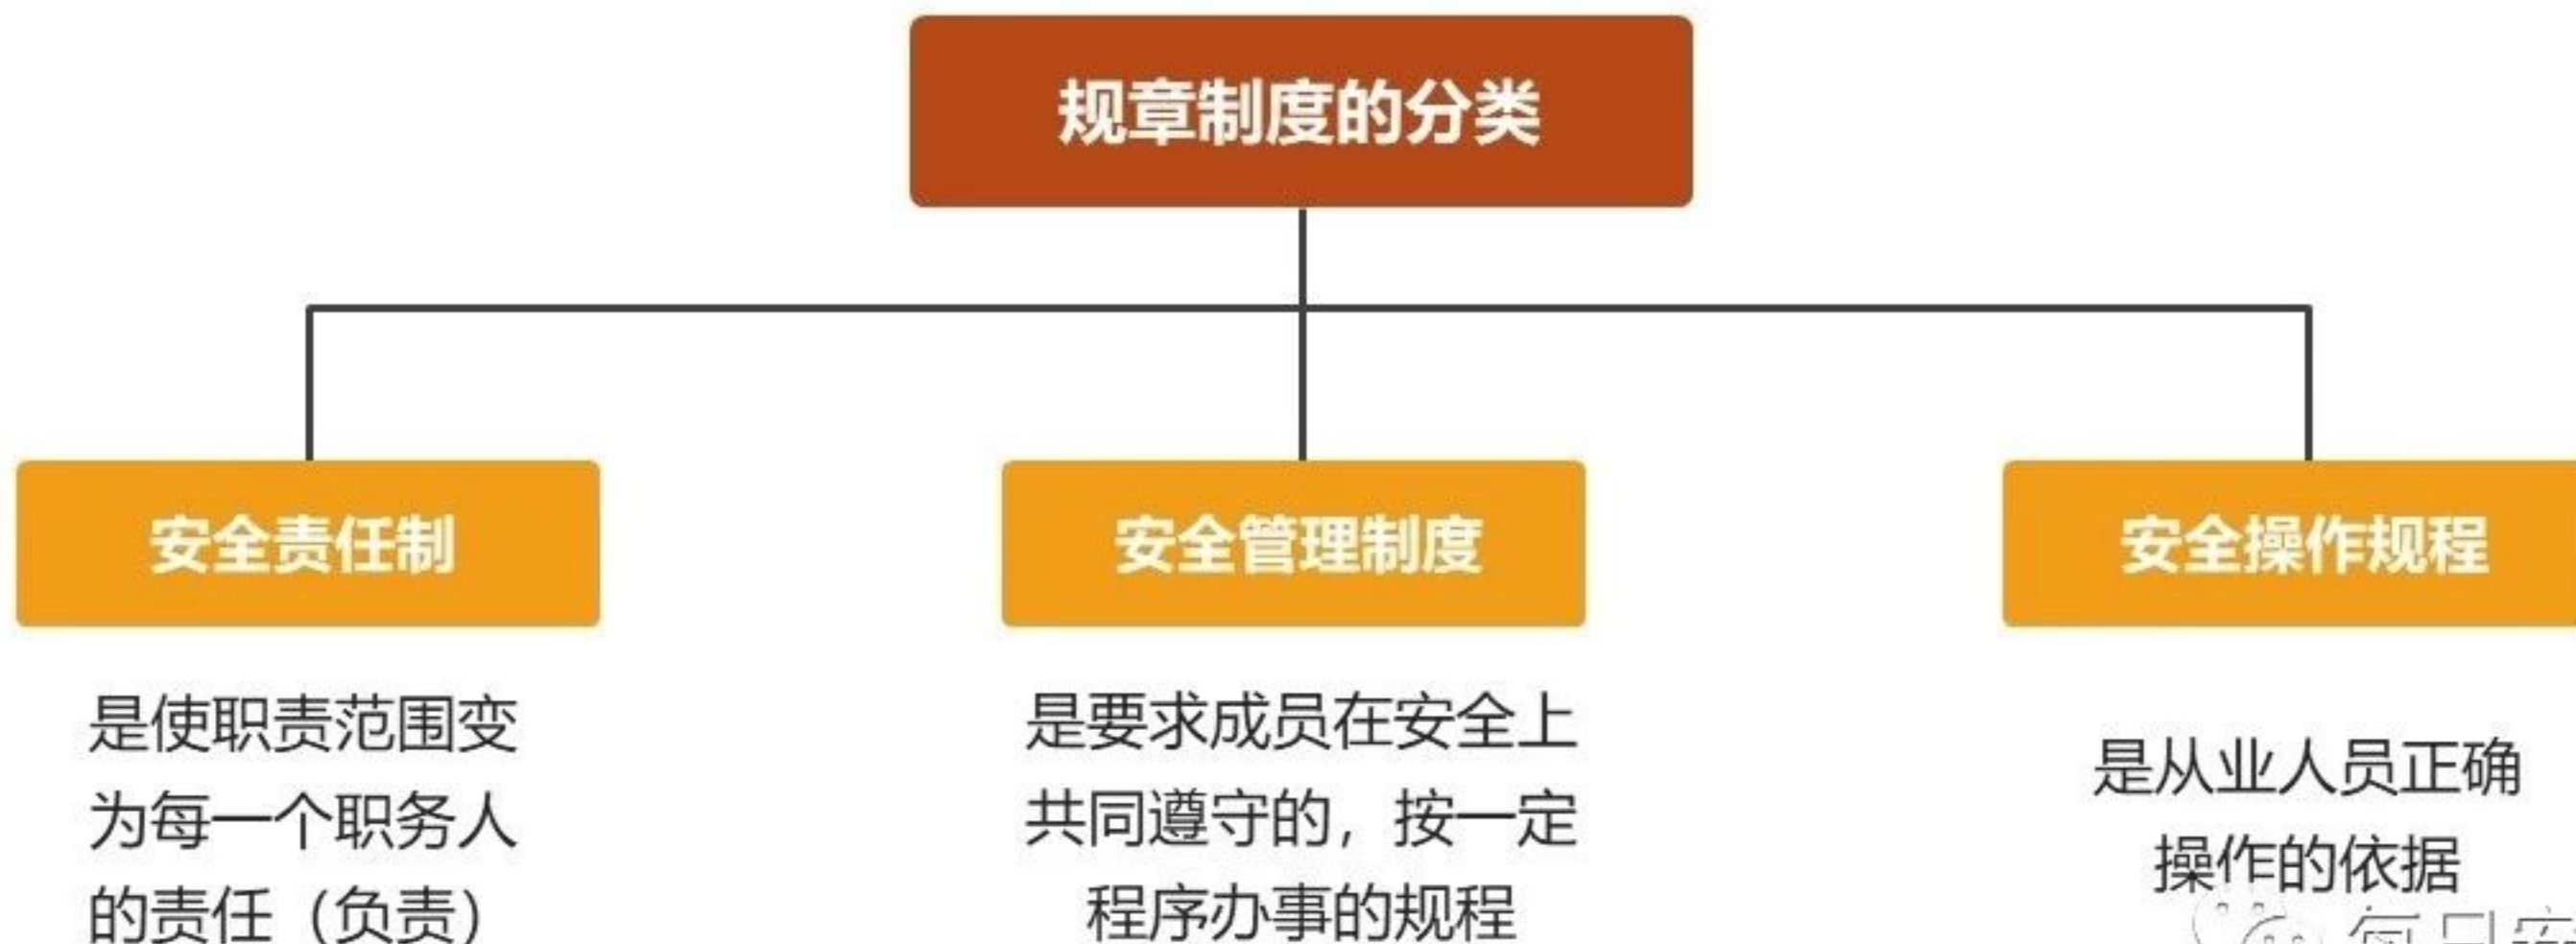 规章制度的分类
安全责任制
安全管理制度
安全操作规程
是使职责范围变
为每一个职务人
的责任（负责）
是要求成员在安全上
共同遵守的，按一定
程序办事的规程
是从业人员正确
操作的依据